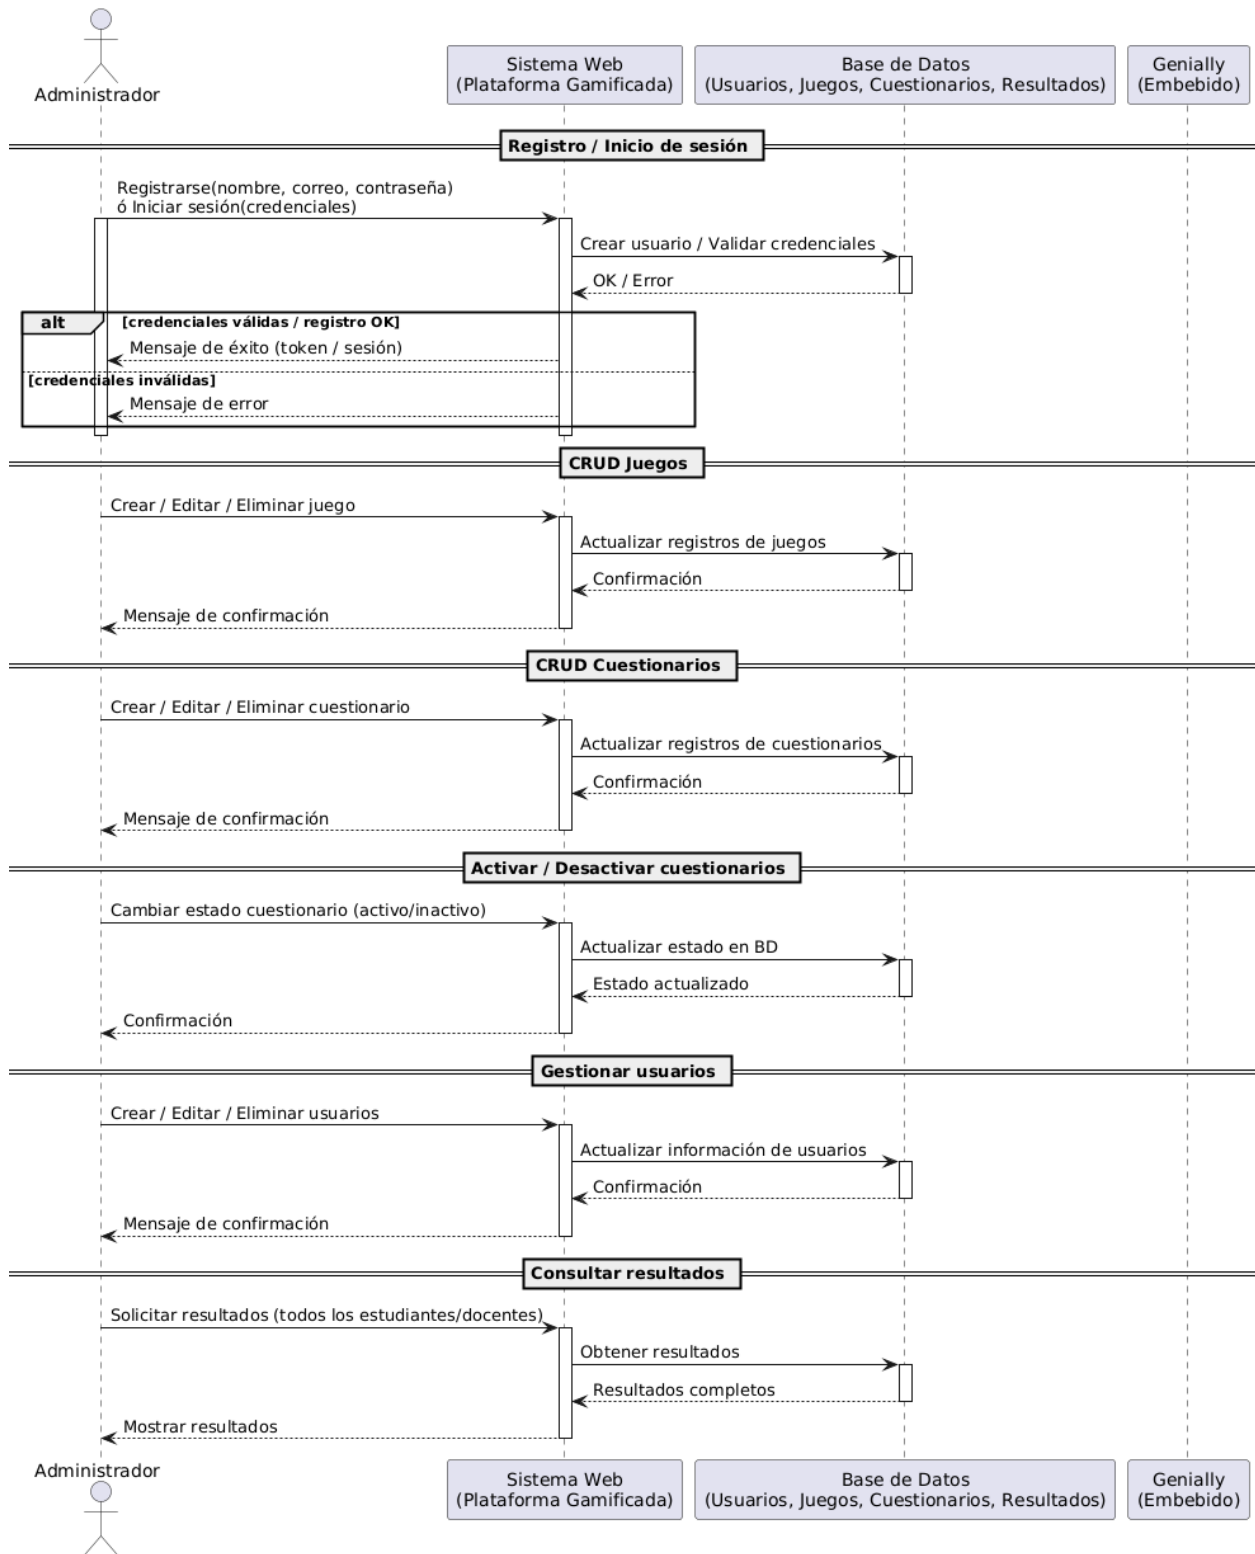 Administrador
Sistema Web
(Plataforma Gamificada)
Base de Datos
(Usuarios, Juegos, Cuestionarios, Resultados)
Genially
(Embebido)
Registro / Inicio de sesión
Registrarse(nombre, correo, contraseña)
ó Iniciar sesión(credenciales)
Crear usuario / Validar credenciales
OK / Error
alt
[credenciales válidas / registro OK]
Mensaje de éxito (token / sesión)
[credenciales inválidas]
Mensaje de error
CRUD Juegos
Crear / Editar / Eliminar juego
Actualizar registros de juegos
Confirmación
Mensaje de confirmación
CRUD Cuestionarios
Crear / Editar / Eliminar cuestionario
Actualizar registros de cuestionarios
Confirmación
Mensaje de confirmación
Activar / Desactivar cuestionarios
Cambiar estado cuestionario (activo/inactivo)
Actualizar estado en BD
Estado actualizado
Confirmación
Gestionar usuarios
Crear / Editar / Eliminar usuarios
Actualizar información de usuarios
Confirmación
Mensaje de confirmación
Consultar resultados
Solicitar resultados (todos los estudiantes/docentes)
Obtener resultados
Resultados completos
Mostrar resultados
Administrador
Sistema Web
(Plataforma Gamificada)
Base de Datos
(Usuarios, Juegos, Cuestionarios, Resultados)
Genially
(Embebido)